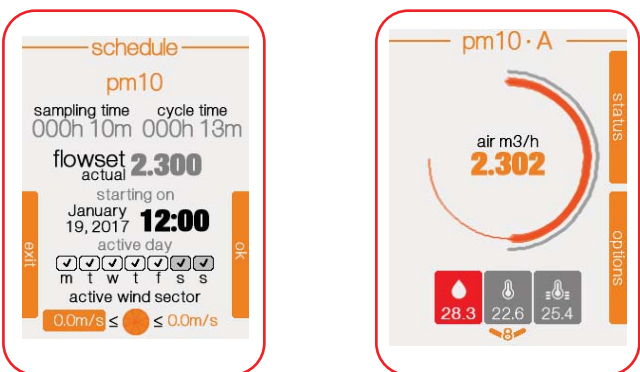 schedule
pm10
sampling time cycle time
000h 10m 000h 13m
flowset 2.300
actual
starting on
January 12:00
19, 2017
active day
m t w t f s s
active wind sector
0.0m/s ≤ ≤ 0.0m/s
exit
ok
pm10·A
air m3/h
2.302
status
options
28.3 22.6 25.4
8